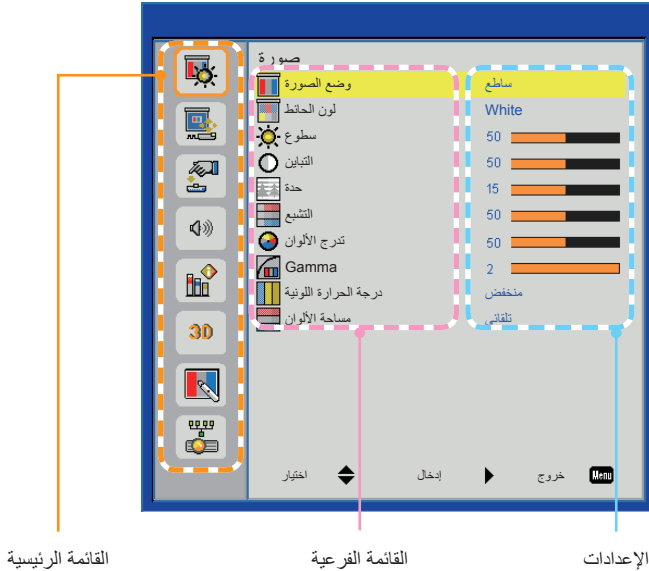 صورة
وضع الصورة ساطع
لون الحائط White
سطوع 50
التباين 50
حدة 15
التشبع 50
تدرج الألوان 50
Gamma 2
درجة الحرارة اللونية منخفض
مساحة الألوان تلقائي
3D
اختيار إدخال خروج Menu
القائمة الرئيسية القائمة الفرعية الإعدادات